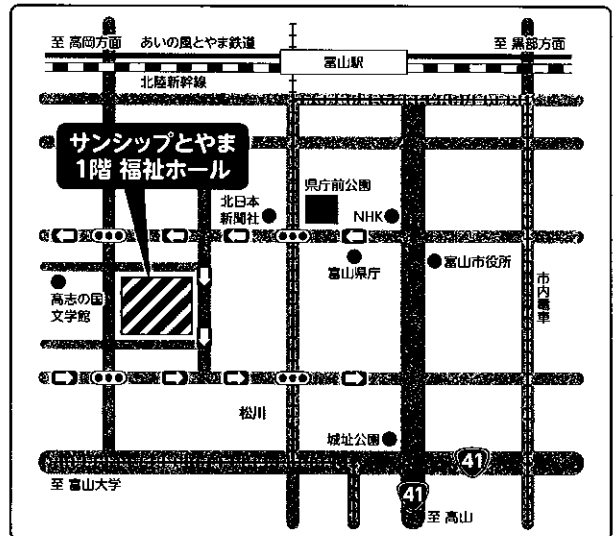 至 高岡方面
あいの風とやま鉄道
至 黒部方面
富山駅
北陸新幹線
サンシップとやま
1階 福祉ホール
県庁前公園
北日本
新聞社
NHK
富山県庁
富山市役所
高志の国
文学館
市内電車
松川
城址公園
41
至 富山大学
41
至 高山